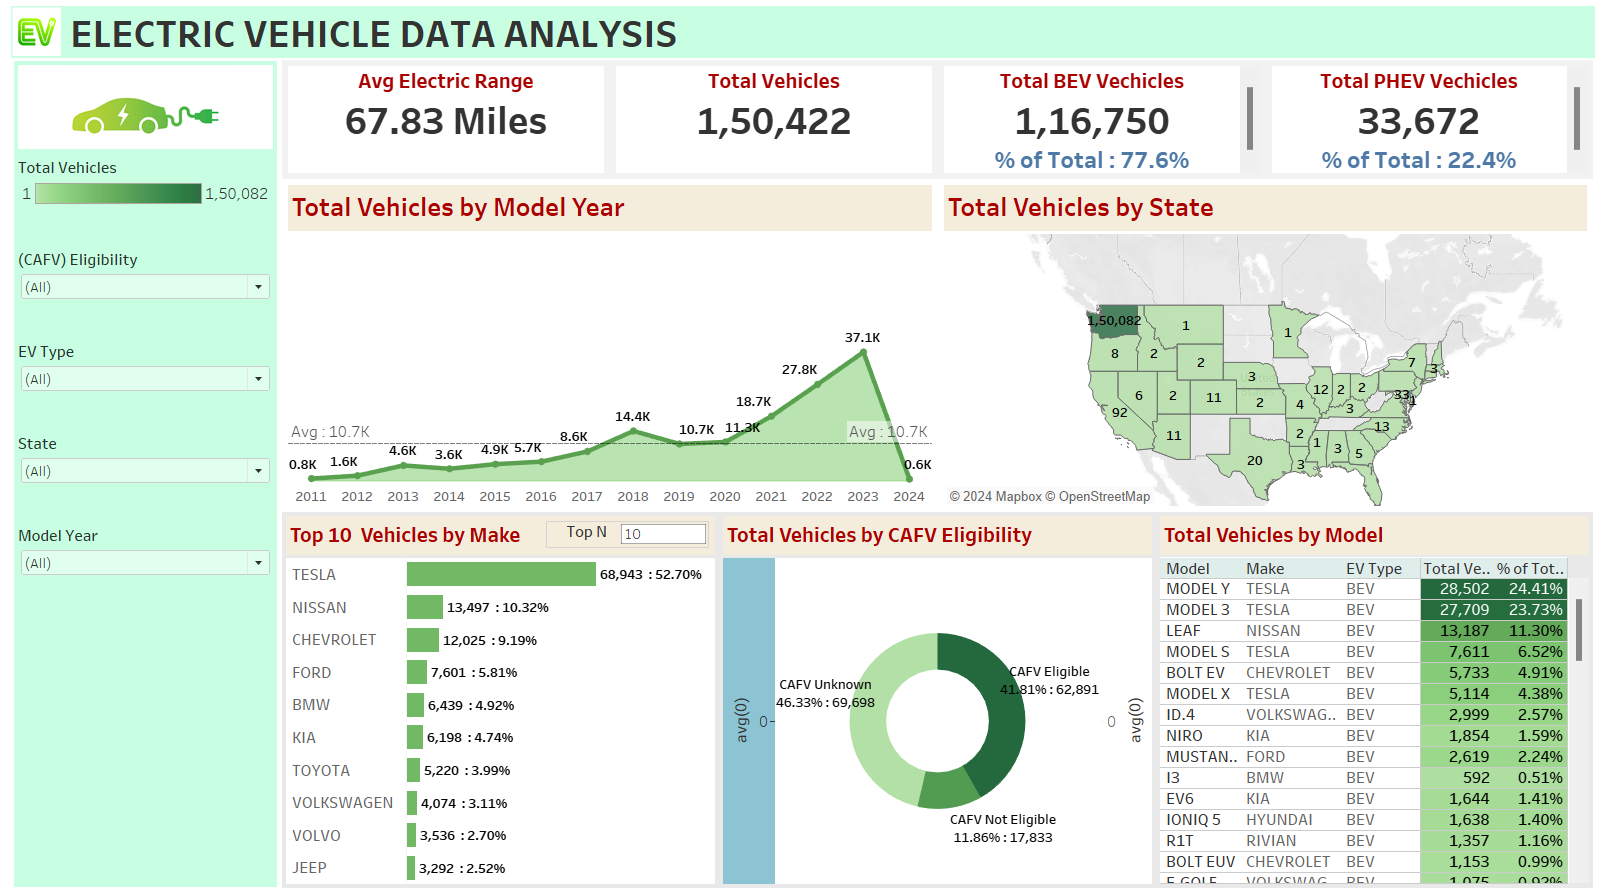 EV ELECTRIC VEHICLE DATA ANALYSIS
Total Vehicles
1 1,50,082
(CAFV) Eligibility
(All)
EV Type
(All)
State
(All)
Model Year
(All)
Avg Electric Range
67.83 Miles
Total Vehicles
1,50,422
Total BEV Vechicles
1,16,750
% of Total : 77.6%
Total PHEV Vechicles
33,672
% of Total : 22.4%
Total Vehicles by Model Year
37.1K
27.8K
18.7K
14.4K
Avg : 10.7K 8.6K 10.7K 11.3K Avg : 10.7K
0.8K 1.6K 4.6K 3.6K 4.9K 5.7K 0.6K
2011 2012 2013 2014 2015 2016 2017 2018 2019 2020 2021 2022 2023 2024
Total Vehicles by State
1,50,082 1 1
8 2 2 7 3
3 12 2 2 33 1
6 2 11 2 4 3
92 13
11 2 1 3 5
20 3
© 2024 Mapbox © OpenStreetMap
Top 10 Vehicles by Make Top N 10
TESLA 68,943 : 52.70%
NISSAN 13,497 : 10.32%
CHEVROLET 12,025 : 9.19%
FORD 7,601 : 5.81%
BMW 6,439 : 4.92%
KIA 6,198 : 4.74%
TOYOTA 5,220 : 3.99%
VOLKSWAGEN 4,074 : 3.11%
VOLVO 3,536 : 2.70%
JEEP 3,292 : 2.52%
Total Vehicles by CAFV Eligibility
avg(0)
0
CAFV Unknown
46.33% : 69,698
CAFV Eligible
41.81% : 62,891
CAFV Not Eligible
11.86% : 17,833
0
avg(0)
Total Vehicles by Model
Model Make EV Type Total Ve.. % of Tot..
MODEL Y TESLA BEV 28,502 24.41%
MODEL 3 TESLA BEV 27,709 23.73%
LEAF NISSAN BEV 13,187 11.30%
MODEL S TESLA BEV 7,611 6.52%
BOLT EV CHEVROLET BEV 5,733 4.91%
MODEL X TESLA BEV 5,114 4.38%
ID.4 VOLKSWAG.. BEV 2,999 2.57%
NIRO KIA BEV 1,854 1.59%
MUSTAN.. FORD BEV 2,619 2.24%
I3 BMW BEV 592 0.51%
EV6 KIA BEV 1,644 1.41%
IONIQ 5 HYUNDAI BEV 1,638 1.40%
R1T RIVIAN BEV 1,357 1.16%
BOLT EUV CHEVROLET BEV 1,153 0.99%
E-GOLF VOLKSWAG.. BEV 1,075 0.92%